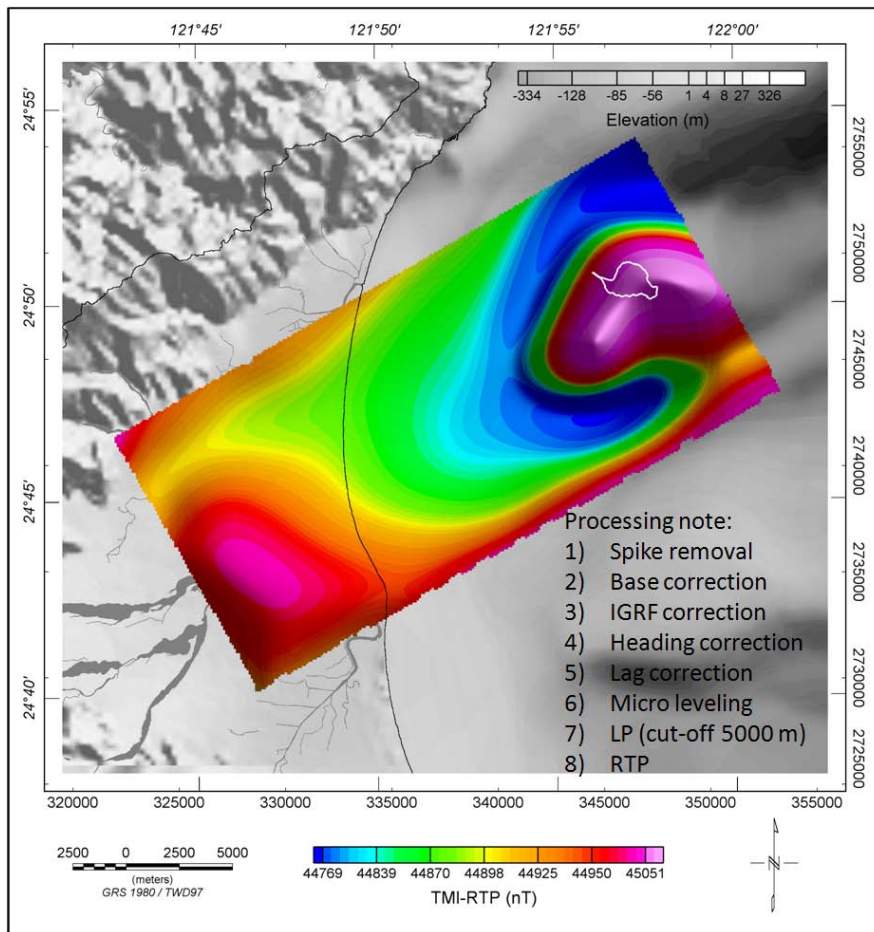 121°45' 121°50' 121°55' 122°00'
24°55'
24°50'
24°45'
24°40'
-334 -128 -85 -56 1 4 8 27 326
Elevation (m)
2755000
2750000
2745000
2740000
2735000
2730000
2725000
Processing note:
1) Spike removal
2) Base correction
3) IGRF correction
4) Heading correction
5) Lag correction
6) Micro leveling
7) LP (cut-off 5000 m)
8) RTP
320000 325000 330000 335000 340000 345000 350000 355000
2500 0 2500 5000
(meters)
GRS 1980 / TWD97
44769 44839 44870 44898 44925 44950 45051
TMI-RTP (nT)
N